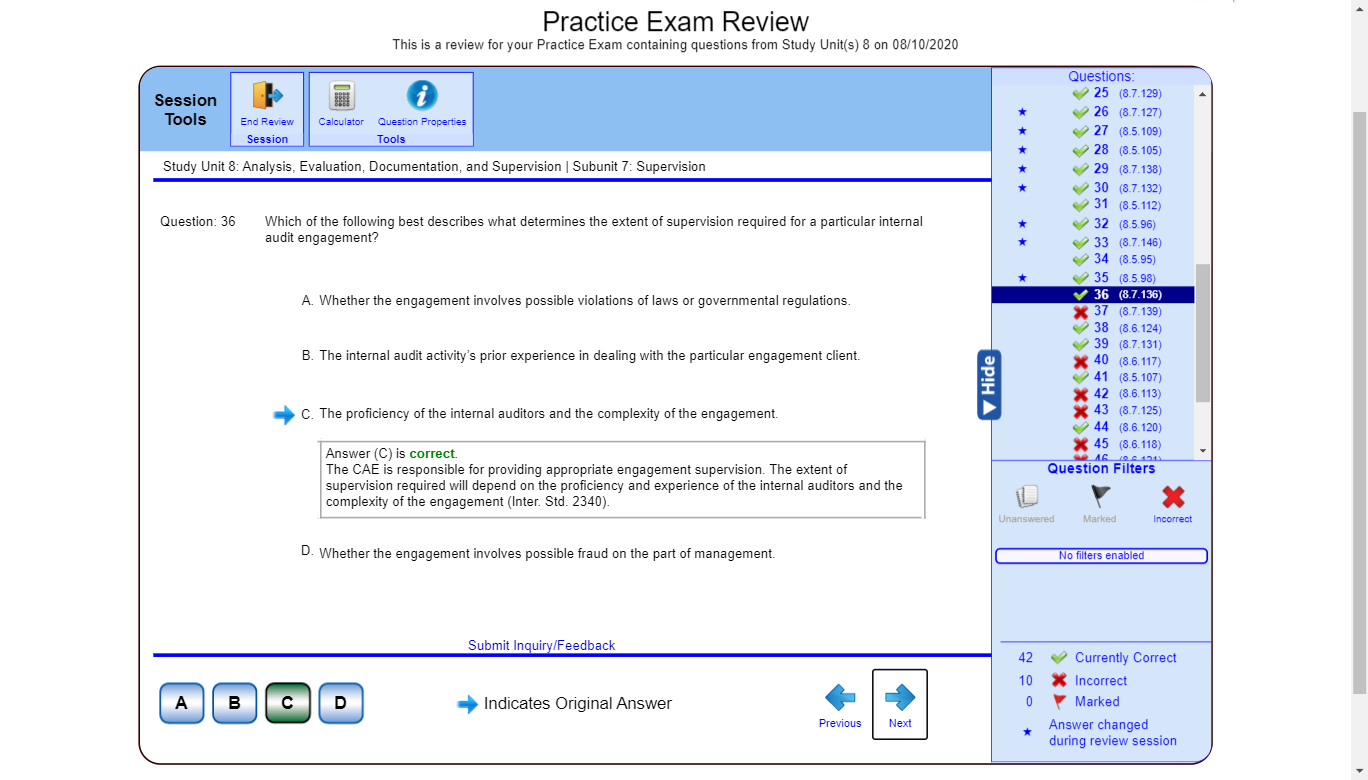 Practice Exam Review
This is a review for your Practice Exam containing questions from Study Unit(s) 8 on 08/10/2020
Session
Tools
End Review
Session
Calculator
Question Properties
Tools
Study Unit 8: Analysis, Evaluation, Documentation, and Supervision | Subunit 7: Supervision
Question: 36
Which of the following best describes what determines the extent of supervision required for a particular internal
audit engagement?
A. Whether the engagement involves possible violations of laws or governmental regulations.
B. The internal audit activity's prior experience in dealing with the particular engagement client.
C. The proficiency of the internal auditors and the complexity of the engagement.
Answer (C) is correct.
The CAE is responsible for providing appropriate engagement supervision. The extent of
supervision required will depend on the proficiency and experience of the internal auditors and the
complexity of the engagement (Inter. Std. 2340).
D. Whether the engagement involves possible fraud on the part of management.
Submit Inquiry/Feedback
A
B
C
D
Indicates Original Answer
Previous
Next
Hide
Questions:
25 (8.7.129)
26 (8.7.127)
27 (8.5.109)
28 (8.5.105)
29 (8.7.138)
30 (8.7.132)
31 (8.5.112)
32 (8.5.96)
33 (8.7.146)
34 (8.5.95)
35 (8.5.98)
36 (8.7.136)
37 (8.7.139)
38 (8.6.124)
39 (8.7.131)
40 (8.6.117)
41 (8.5.107)
42 (8.6.113)
43 (8.7.125)
44 (8.6.120)
45 (8.6.118)
46
Question Filters
Unanswered
Marked
Incorrect
No filters enabled
42 Currently Correct
10 Incorrect
0 Marked
Answer changed
during review session